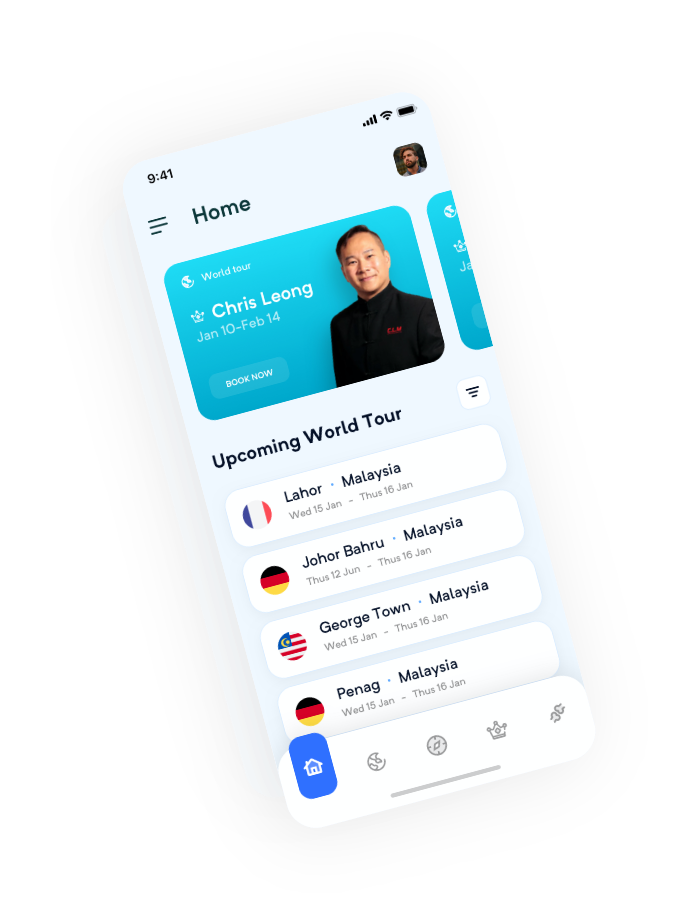 9:41
Home
World tour
Chris Leong
Jan 10-Feb 14
BOOK NOW
C.L.M
Ja
Upcoming World Tour
Lahor · Malaysia
Wed 15 Jan - Thus 16 Jan
Johor Bahru · Malaysia
Thus 12 Jun - Thus 16 Jan
George Town · Malaysia
Wed 15 Jan - Thus 16 Jan
Penag · Malaysia
Wed 15 Jan - Thus 16 Jan